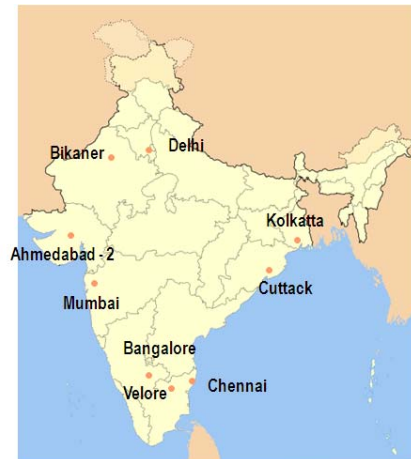 Delhi
Bikaner
Kolkatta
Ahmedabad - 2
Cuttack
Mumbai
Bangalore
Chennai
Velore